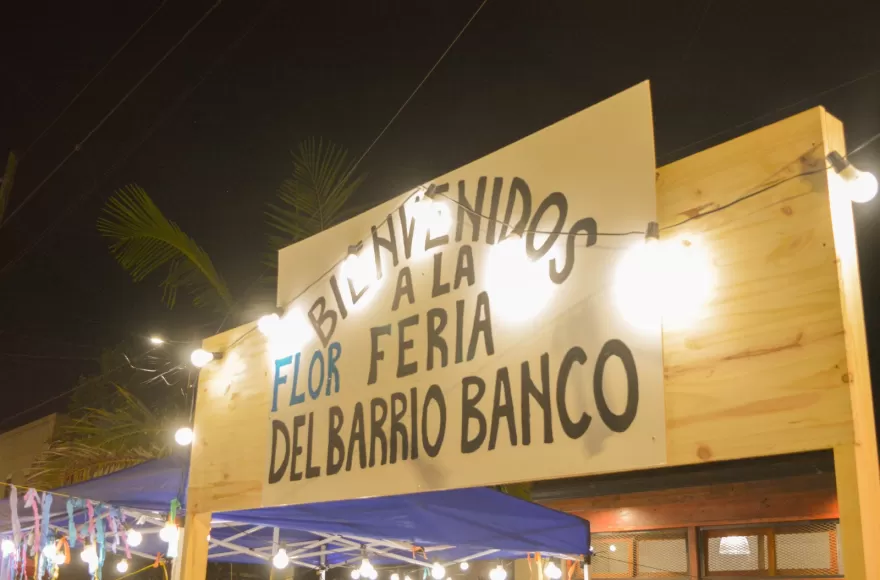 BIENVENIDOS
A LA
FLOR FERIA
DEL BARRIO BANCO